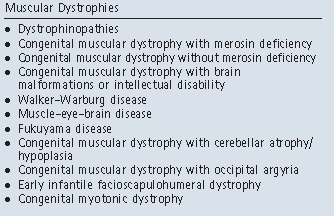 Muscular Dystrophies
• Dystrophinopathies
• Congenital muscular dystrophy with merosin deficiency
• Congenital muscular dystrophy without merosin deficiency
• Congenital muscular dystrophy with brain
malformations or intellectual disability
• Walker–Warburg disease
• Muscle–eye–brain disease
• Fukuyama disease
• Congenital muscular dystrophy with cerebellar atrophy/
hypoplasia
• Congenital muscular dystrophy with occipital argyria
• Early infantile facioscapulohumeral dystrophy
• Congenital myotonic dystrophy